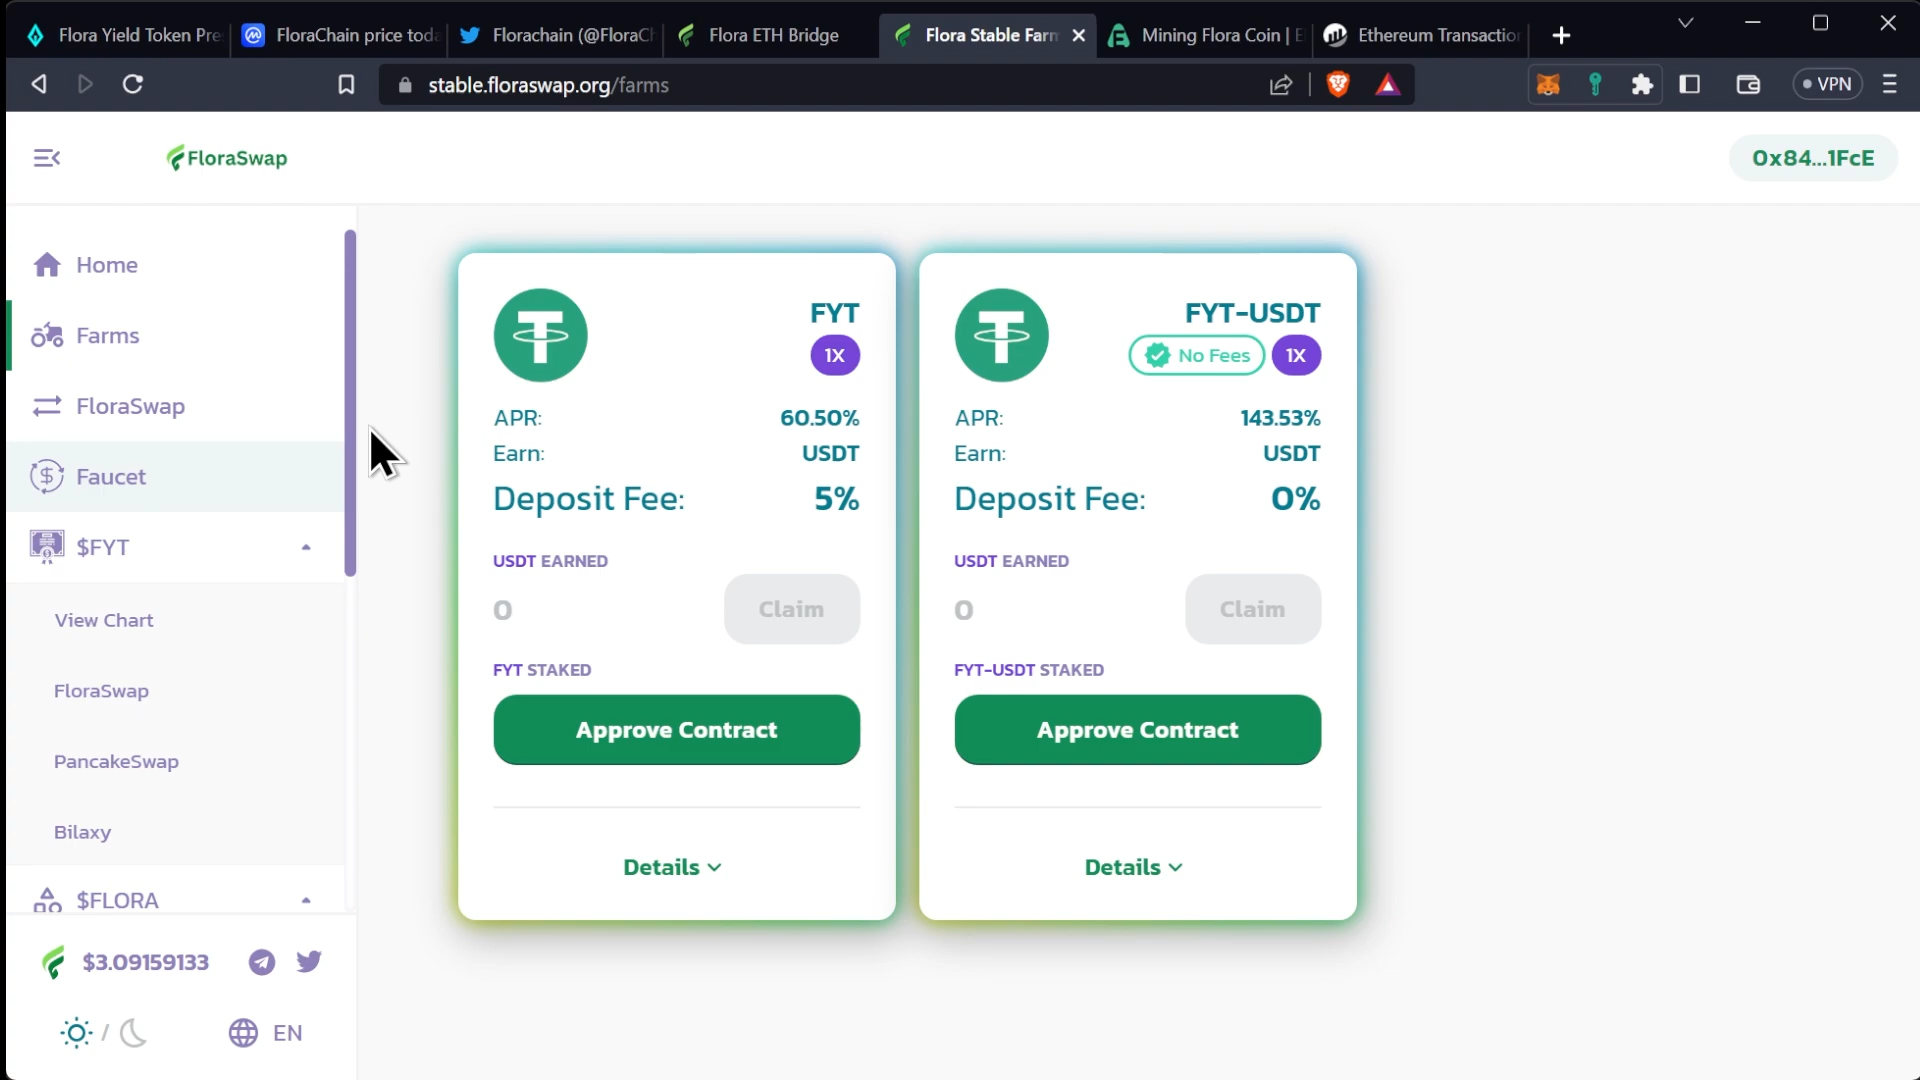 Flora Yield Token Pre
FloraChain price toda
Florachain (@FloraCh
Flora ETH Bridge
Flora Stable Farm
Mining Flora Coin | E
Ethereum Transaction
stable.floraswap.org/farms
VPN
FloraSwap
0x84...1FcE
Home
Farms
FloraSwap
Faucet
$FYT
View Chart
FloraSwap
PancakeSwap
Bilaxy
$FLORA
$3.09159133
/
EN
FYT
1X
APR: 60.50%
Earn: USDT
Deposit Fee: 5%
USDT EARNED
0 Claim
FYT STAKED
Approve Contract
Details
FYT-USDT
No Fees 1X
APR: 143.53%
Earn: USDT
Deposit Fee: 0%
USDT EARNED
0 Claim
FYT-USDT STAKED
Approve Contract
Details